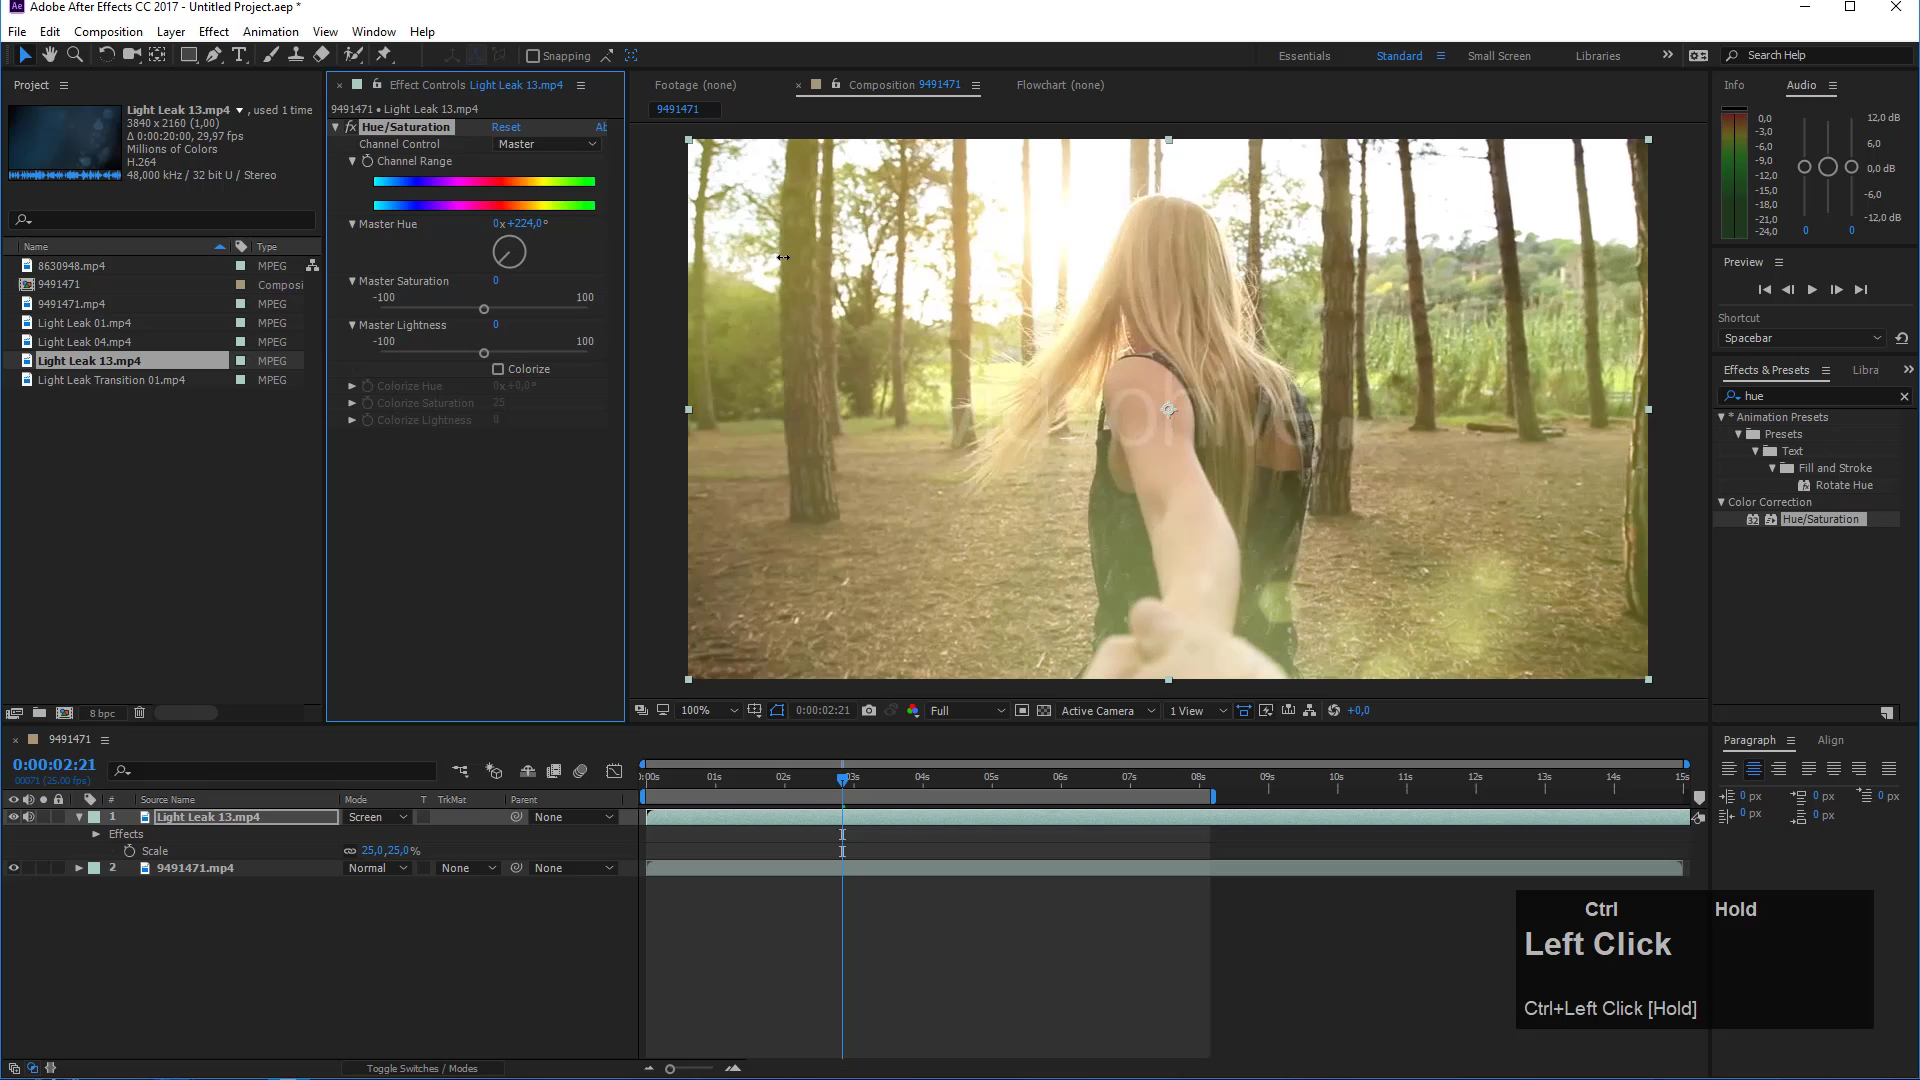 Adobe After Effects CC 2017 - Untitled Project.aep *
File Edit Composition Layer Effect Animation View Window Help
Snapping
Essentials Standard Small Screen Libraries Search Help
Project
Light Leak 13.mp4 , used 1 time
3840 x 2160 (1,00)
Δ 0:00:20:00, 29,97 fps
Millions of Colors
H.264
48,000 kHz / 32 bit U / Stereo
Name Type
8630948.mp4 MPEG
9491471 Composi
9491471.mp4 MPEG
Light Leak 01.mp4 MPEG
Light Leak 04.mp4 MPEG
Light Leak 13.mp4 MPEG
Light Leak Transition 01.mp4 MPEG
8 bpc
Effect Controls Light Leak 13.mp4
9491471 • Light Leak 13.mp4
fx Hue/Saturation Reset Ab
Channel Control Master
Channel Range
Master Hue 0x+224,0°
Master Saturation 0
-100 100
Master Lightness 0
-100 100
Colorize
Colorize Hue 0x+0,0°
Colorize Saturation 25
Colorize Lightness 0
Footage (none) Composition 9491471 Flowchart (none)
9491471
100% 0:00:02:21 Full Active Camera 1 View +0,0
Info Audio
0,0
-3,0
-6,0
-9,0
-12,0
-15,0
-18,0
-21,0
-24,0
12,0 dB
6,0
0,0 dB
-6,0
-12,0 dB
0 0
Preview
Shortcut
Spacebar
Effects & Presets Libra
hue
* Animation Presets
Presets
Text
Fill and Stroke
Rotate Hue
Color Correction
32 Hue/Saturation
Paragraph Align
0 px 0 px 0 px
0 px 0 px
9491471
0:00:02:21
00071 (25.00 fps)
# Source Name Mode T TrkMat Parent
1 Light Leak 13.mp4 Screen None
Effects
Scale 25,0,25,0%
2 9491471.mp4 Normal None None
Toggle Switches / Modes
):00s 01s 02s 03s 04s 05s 06s 07s 08s 09s 10s 11s 12s 13s 14s 15s
Ctrl Hold
Left Click
Ctrl+Left Click [Hold]